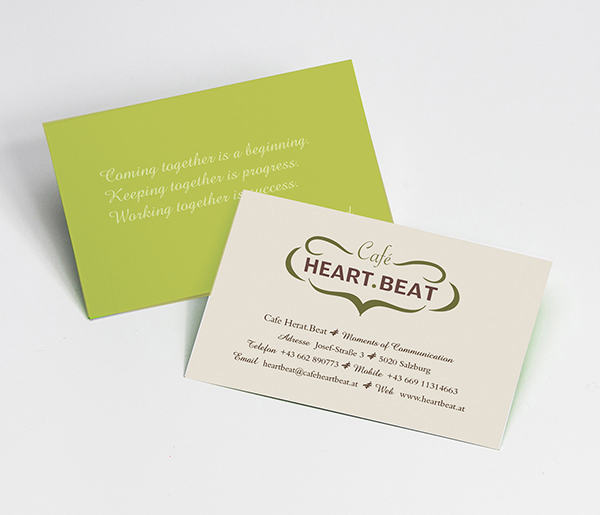 Coming together is a beginning.
Keeping together is progress.
Working together is success.
Café
HEART.BEAT
Cafe Herat.Beat Moments of Communication
Adresse Josef-Straße 3 5020 Salzburg
Telefon +43 662 890773 Mobile +43 669 11314663
Email heartbeat@cafeheartbeat.at Web www.heartbeat.at